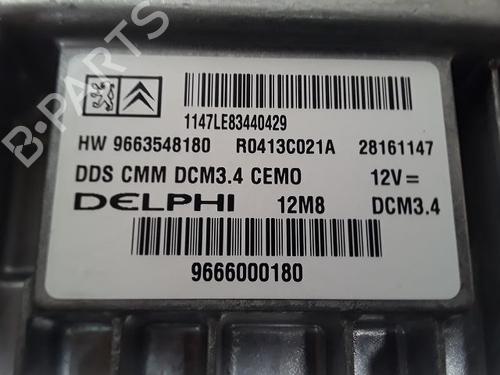 B-PARTS
1147LE83440429
HW 9663548180 R0413C021A 28161147
DDS CMM DCM3.4 CEMO 12V=
DELPHI 12M8 DCM3.4
9666000180